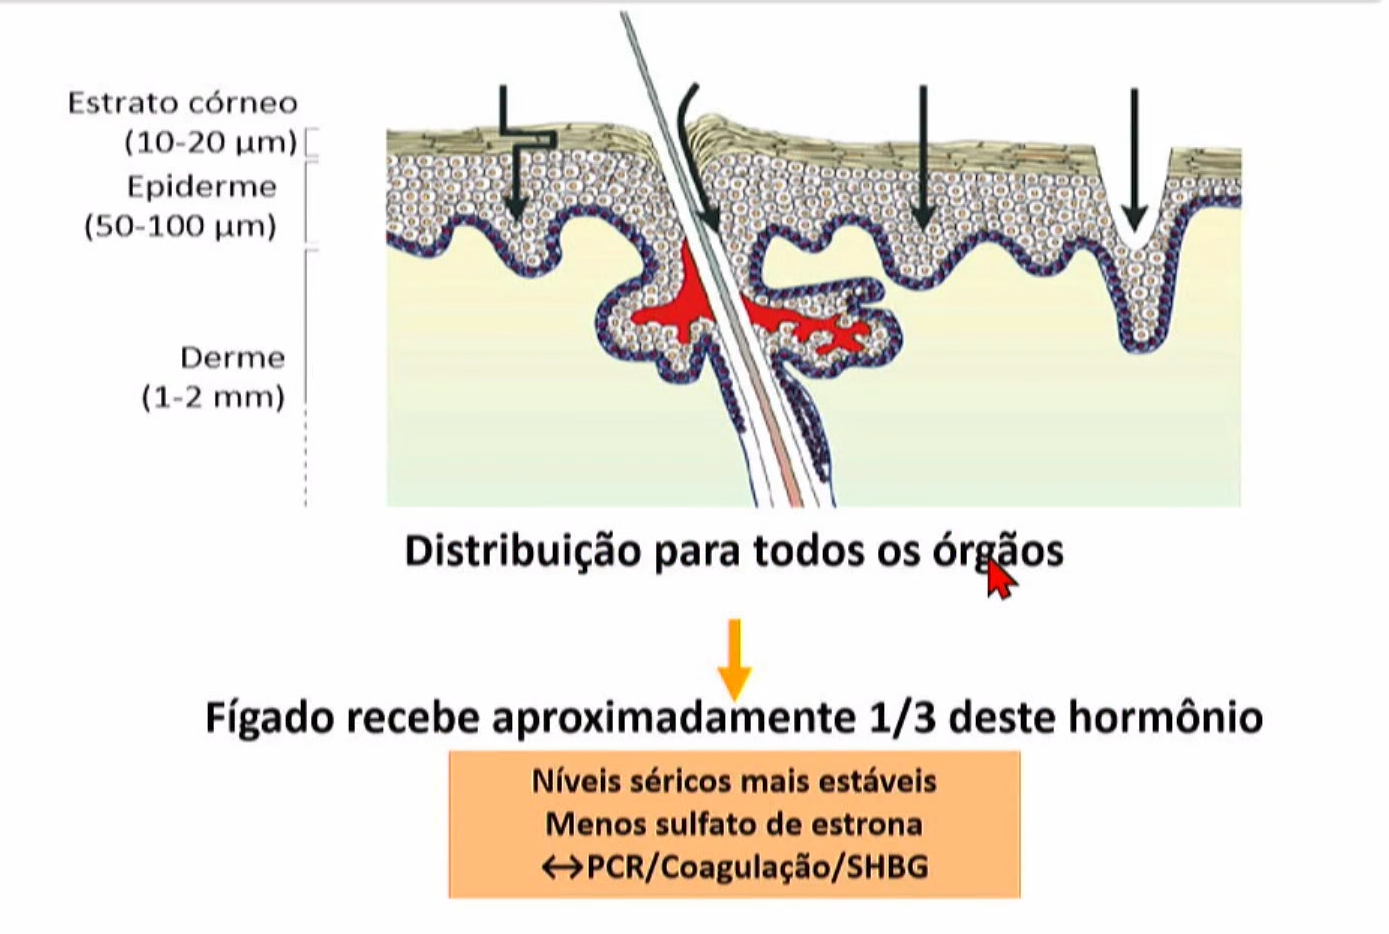 Estrato córneo
(10-20 µm)
Epiderme
(50-100 µm)
Derme
(1-2 mm)
Distribuição para todos os órgãos
Fígado recebe aproximadamente 1/3 deste hormônio
Níveis séricos mais estáveis
Menos sulfato de estrona
↔PCR/Coagulação/SHBG